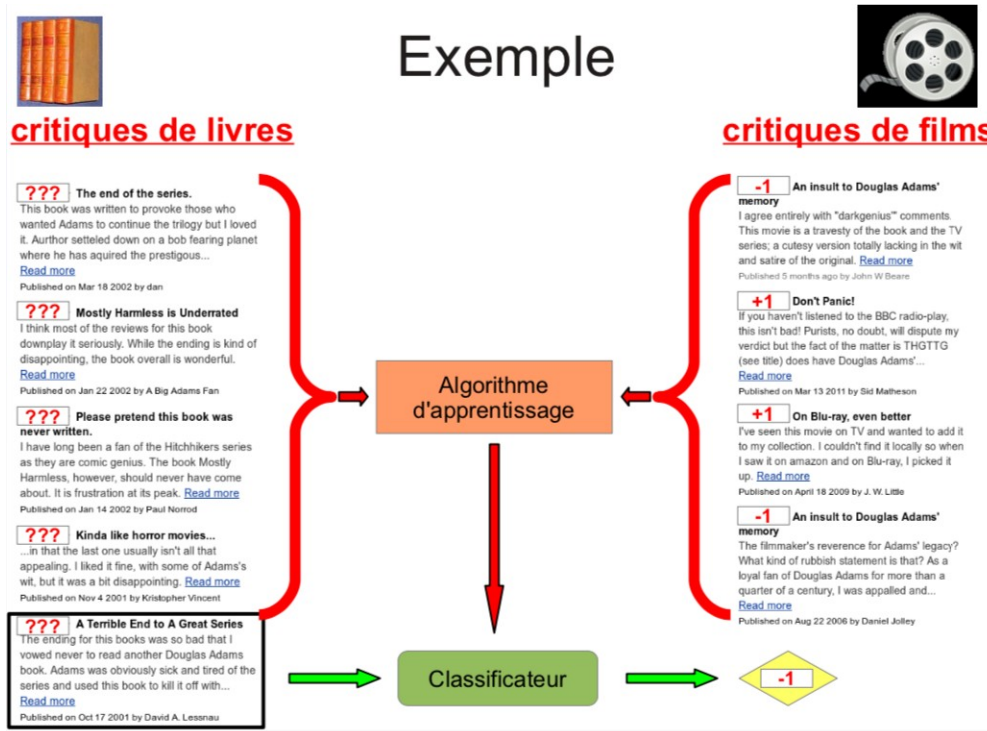 Exemple
critiques de livres
??? The end of the series.
This book was written to provoke those who
wanted Adams to continue the trilogy but I loved
it. Aurthor setteled down on a bob fearing planet
where he has aquired the prestigous...
Read more
Published on Mar 18 2002 by dan
??? Mostly Harmless is Underrated
I think most of the reviews for this book
downplay it seriously. While the ending is kind of
disappointing, the book overall is wonderful.
Read more
Published on Jan 22 2002 by A Big Adams Fan
??? Please pretend this book was
never written.
I have long been a fan of the Hitchhikers series
as they are comic genius. The book Mostly
Harmless, however, should never have come
about. It is frustration at its peak. Read more
Published on Jan 14 2002 by Paul Norrod
??? Kinda like horror movies...
...in that the last one usually isn't all that
appealing. I liked it fine, with some of Adams's
wit, but it was a bit disappointing. Read more
Published on Nov 4 2001 by Kristopher Vincent
??? A Terrible End to A Great Series
The ending for this books was so bad that I
vowed never to read another Douglas Adams
book. Adams was obviously sick and tired of the
series and used this book to kill it off with...
Read more
Published on Oct 17 2001 by David A. Lessnau
Algorithme
d'apprentissage
Classificateur
critiques de films
-1 An insult to Douglas Adams'
memory
I agree entirely with "darkgenius'" comments.
This movie is a travesty of the book and the TV
series; a cutesy version totally lacking in the wit
and satire of the original. Read more
Published 5 months ago by John W Beare
+1 Don't Panic!
If you haven't listened to the BBC radio-play,
this isn't bad! Purists, no doubt, will dispute my
verdict but the fact of the matter is THGTTG
(see title) does have Douglas Adams'...
Read more
Published on Mar 13 2011 by Sid Matheson
+1 On Blu-ray, even better
I've seen this movie on TV and wanted to add it
to my collection. I couldn't find it locally so when
I saw it on amazon and on Blu-ray, I picked it
up. Read more
Published on April 18 2009 by J. W. Little
-1 An insult to Douglas Adams'
memory
The filmmaker's reverence for Adams' legacy?
What kind of rubbish statement is that? As a
loyal fan of Douglas Adams for more than a
quarter of a century, I was appalled and...
Read more
Published on Aug 22 2006 by Daniel Jolley
-1